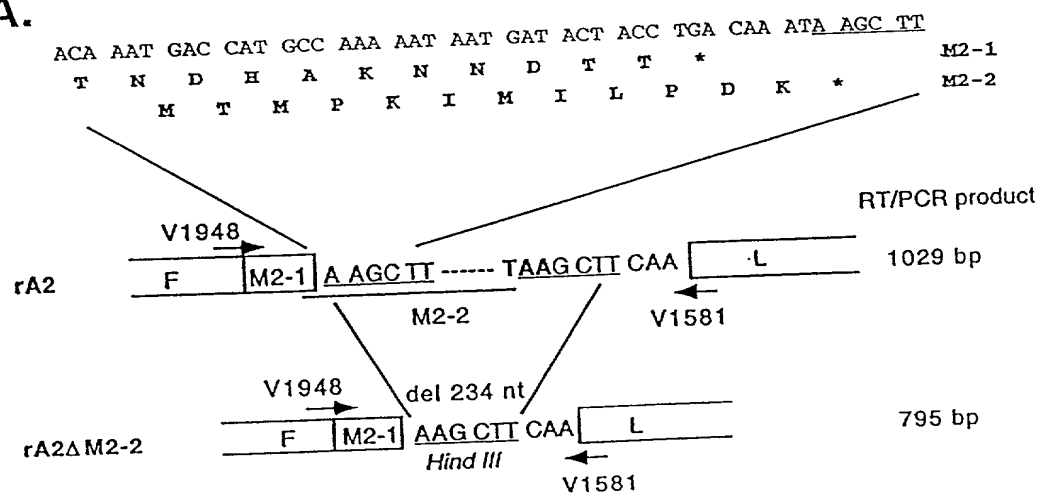 A.
ACA AAT GAC CAT GCC AAA AAT AAT GAT ACT ACC TGA CAA ATA AGC TT
T N D H A K N N D T T * M2-1
M T M P K I M I L P D K * M2-2
RT/PCR product
V1948
rA2 F M2-1 A AGC TT ------ TAAG CTT CAA L 1029 bp
M2-2
V1581
V1948 del 234 nt
rA2ΔM2-2 F M2-1 AAG CTT CAA L 795 bp
Hind III
V1581